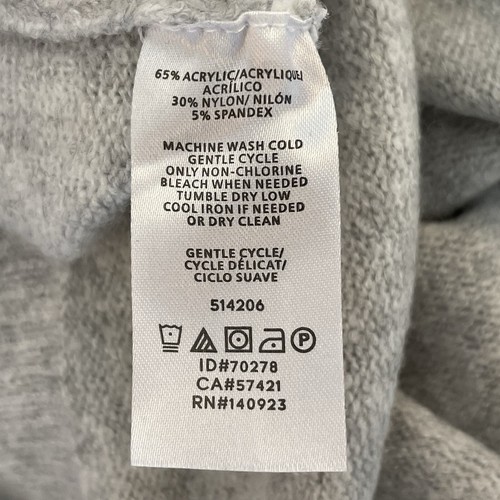 65% ACRYLIC/ACRYLIQUE/
ACRÍLICO
30% NYLON/ NILÓN
5% SPANDEX
MACHINE WASH COLD
GENTLE CYCLE
ONLY NON-CHLORINE
BLEACH WHEN NEEDED
TUMBLE DRY LOW
COOL IRON IF NEEDED
OR DRY CLEAN
GENTLE CYCLE/
CYCLE DÉLICAT/
CICLO SUAVE
514206
P
ID#70278
CA#57421
RN#140923